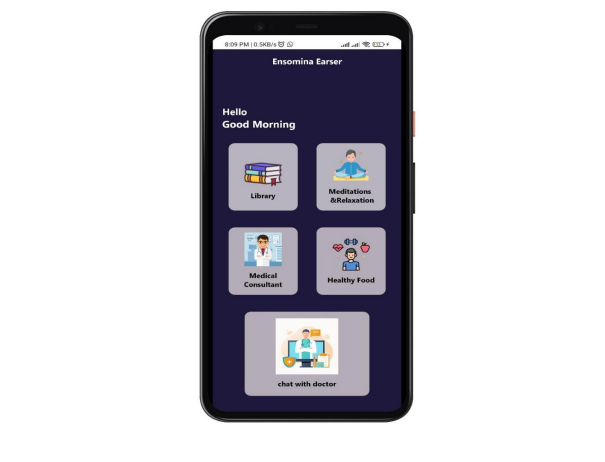 8:09 PM | 0.5KB/s
Ensomina Earser
Hello
Good Morning
Library
Meditations
&Relaxation
Medical
Consultant
Healthy Food
chat with doctor